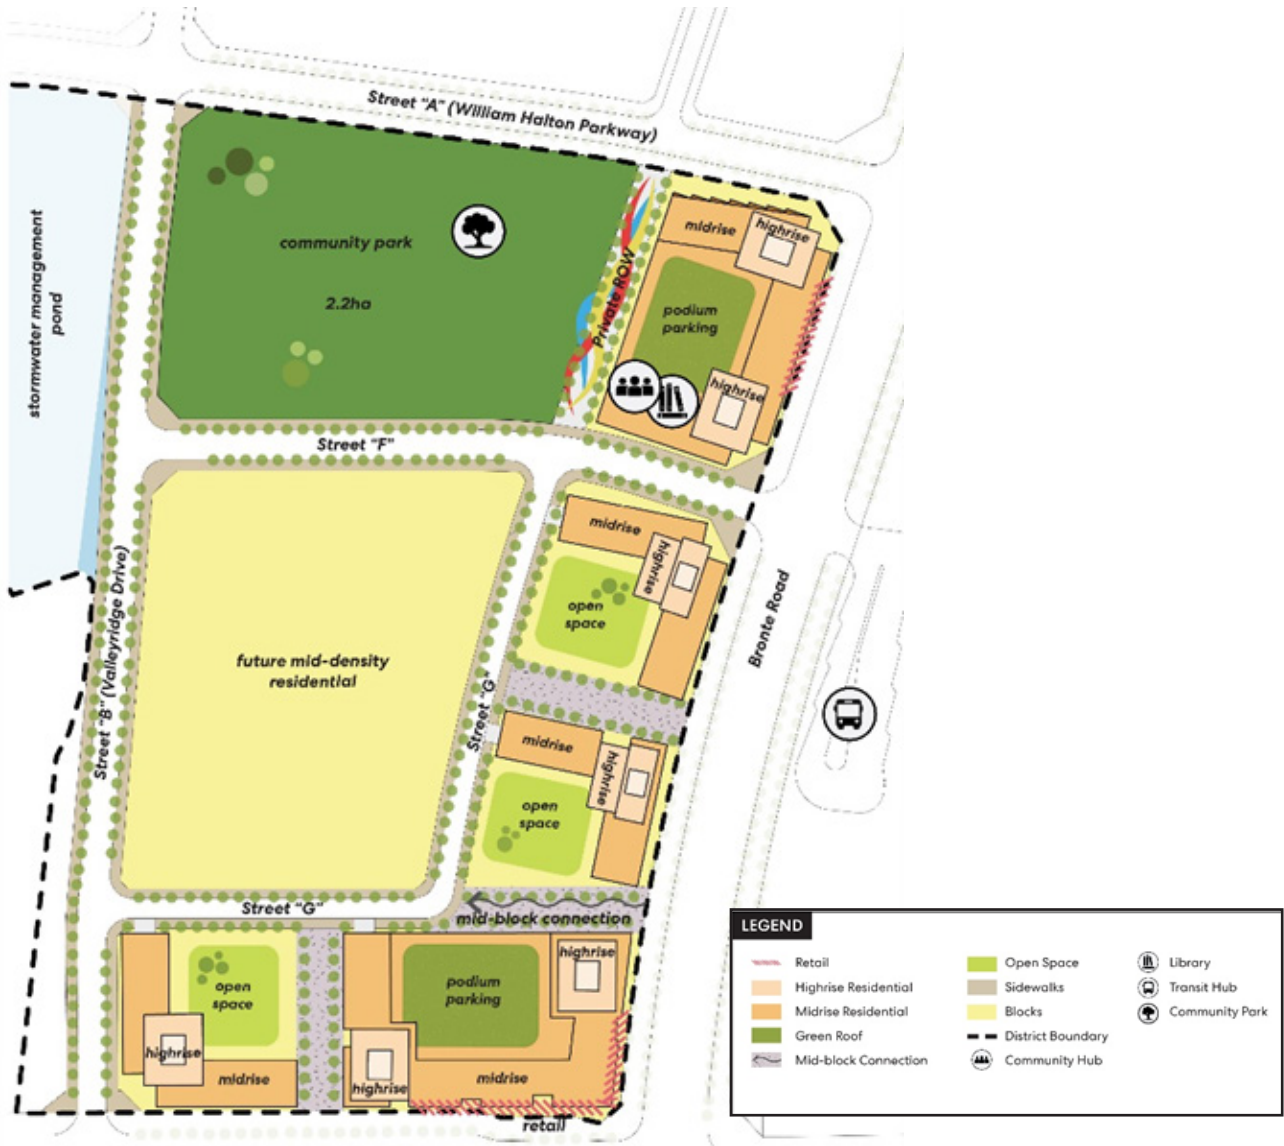 Street "A" (William Halton Parkway)
stormwater management
pond
community park
2.2ha
Private ROW
midrise
highrise
podium
parking
highrise
Street "F"
Street "B" (Valleyridge Drive)
future mid-density
residential
midrise
highrise
open
space
Bronte Road
Street "G"
midrise
highrise
open
space
Street "G"
mid-block connection
open
space
highrise
midrise
podium
parking
highrise
highrise
midrise
retail
LEGEND
Retail
Highrise Residential
Midrise Residential
Green Roof
Mid-block Connection
Open Space
Sidewalks
Blocks
District Boundary
Community Hub
Library
Transit Hub
Community Park